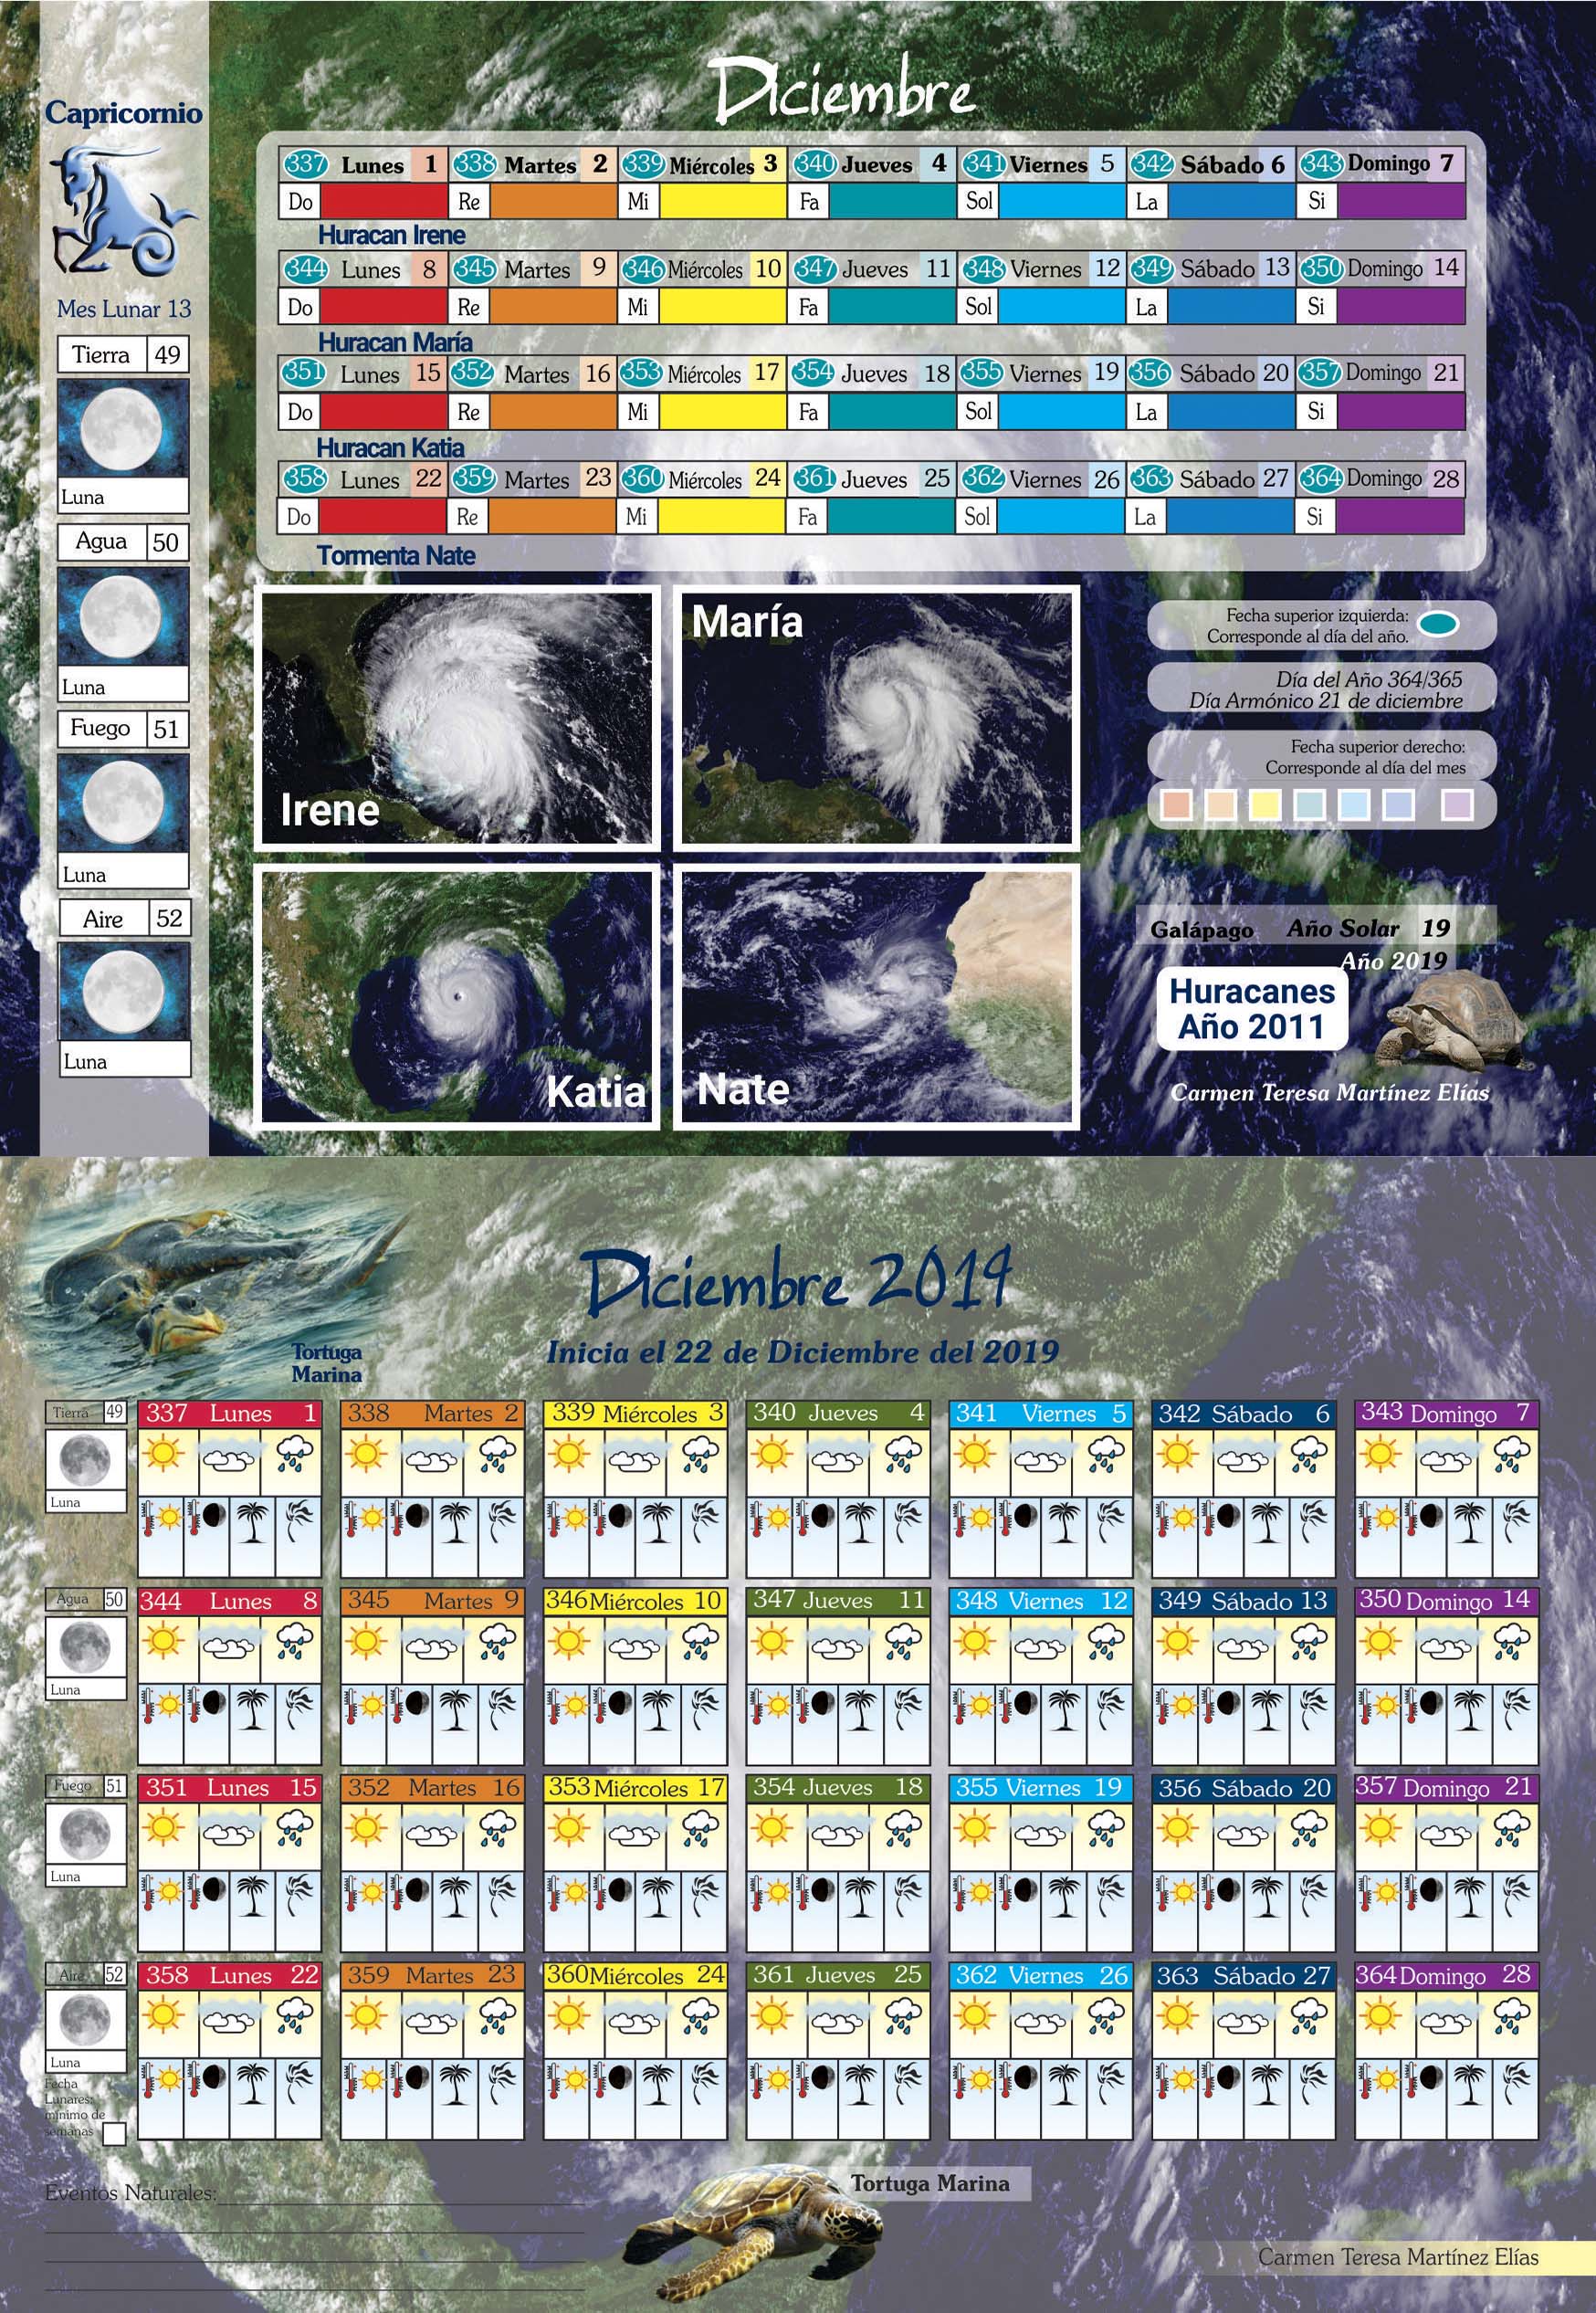 Diciembre
Capricornio
Mes Lunar 13
Tierra 49
Luna
Agua 50
Luna
Fuego 51
Luna
Aire 52
Luna
337 Lunes 1 338 Martes 2 339 Miércoles 3 340 Jueves 4 341 Viernes 5 342 Sábado 6 343 Domingo 7
Do Re Mi Fa Sol La Si
Huracan Irene
344 Lunes 8 345 Martes 9 346 Miércoles 10 347 Jueves 11 348 Viernes 12 349 Sábado 13 350 Domingo 14
Do Re Mi Fa Sol La Si
Huracan María
351 Lunes 15 352 Martes 16 353 Miércoles 17 354 Jueves 18 355 Viernes 19 356 Sábado 20 357 Domingo 21
Do Re Mi Fa Sol La Si
Huracan Katia
358 Lunes 22 359 Martes 23 360 Miércoles 24 361 Jueves 25 362 Viernes 26 363 Sábado 27 364 Domingo 28
Do Re Mi Fa Sol La Si
Tormenta Nate
Irene
María
Katia
Nate
Fecha superior izquierda:
Corresponde al día del año.
Día del Año 364/365
Día Armónico 21 de diciembre
Fecha superior derecho:
Corresponde al día del mes
Galápago Año Solar 19
Año 2019
Huracanes
Año 2011
Carmen Teresa Martínez Elías
Tortuga
Marina
Diciembre 2019
Inicia el 22 de Diciembre del 2019
Tierra 49
Luna
337 Lunes 1 338 Martes 2 339 Miércoles 3 340 Jueves 4 341 Viernes 5 342 Sábado 6 343 Domingo 7
Agua 50
Luna
344 Lunes 8 345 Martes 9 346 Miércoles 10 347 Jueves 11 348 Viernes 12 349 Sábado 13 350 Domingo 14
Fuego 51
Luna
351 Lunes 15 352 Martes 16 353 Miércoles 17 354 Jueves 18 355 Viernes 19 356 Sábado 20 357 Domingo 21
Aire 52
Luna
358 Lunes 22 359 Martes 23 360 Miércoles 24 361 Jueves 25 362 Viernes 26 363 Sábado 27 364 Domingo 28
Fecha
Lunares:
mínimo de
semanas
Eventos Naturales:
Tortuga Marina
Carmen Teresa Martínez Elías